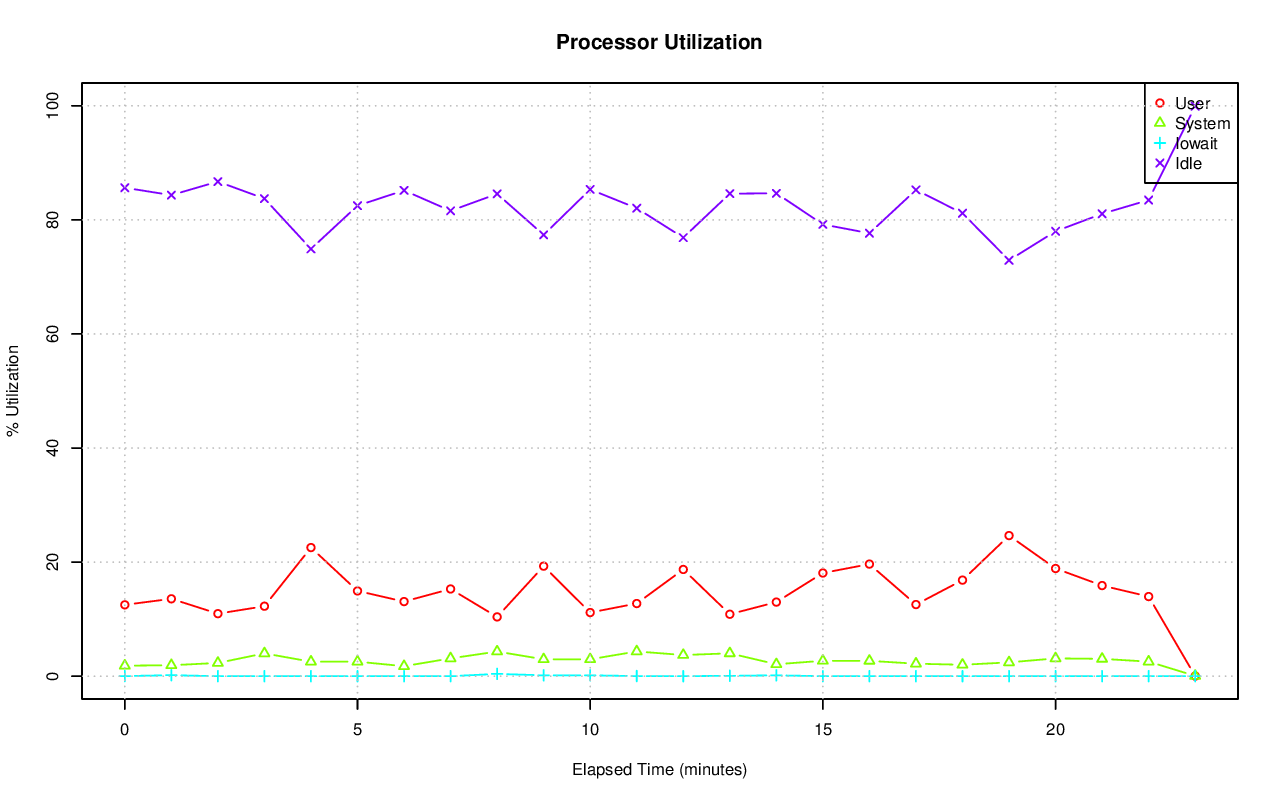 Processor Utilization
User
System
Iowait
Idle
100
80
60
40
20
0
% Utilization
0 5 10 15 20
Elapsed Time (minutes)